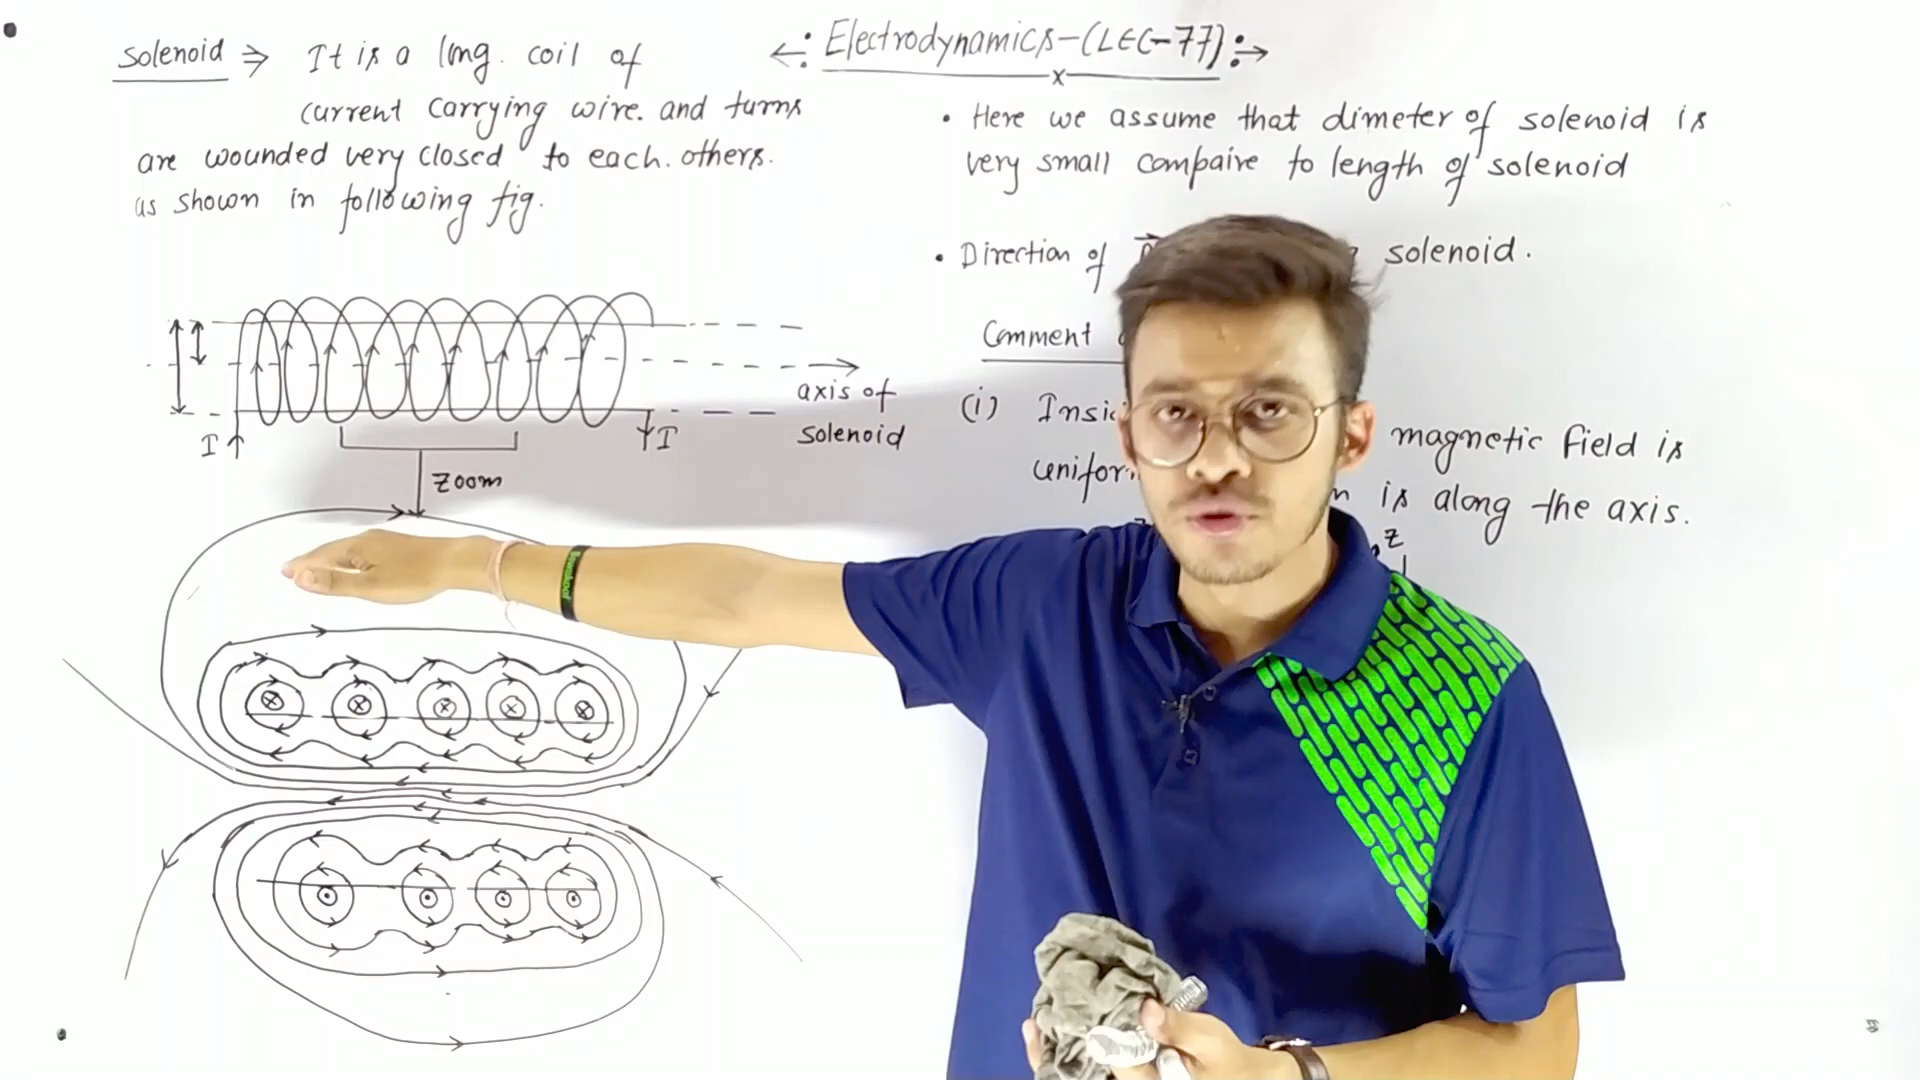 Solenoid ⇒ It is a long. coil of
current carrying wire. and turns
are wounded very closed to each. others.
as shown in following fig.
I
I
axis of
solenoid
Zoom
Electrodynamics-(LEC-77)
x
• Here we assume that dimeter of solenoid is
very small compaire to length of solenoid
• Direction of solenoid.
Comment
(i) magnetic field is
is along the axis.
z